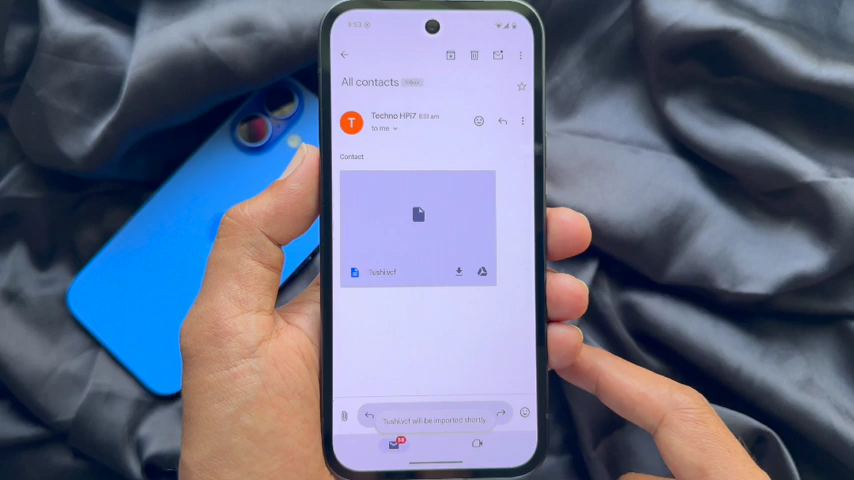 All contacts Inbox
Techno HPi7 8:51 am
to me
T
Contact
Tushi.vcf
Tushi.vcf will be imported shortly.
58